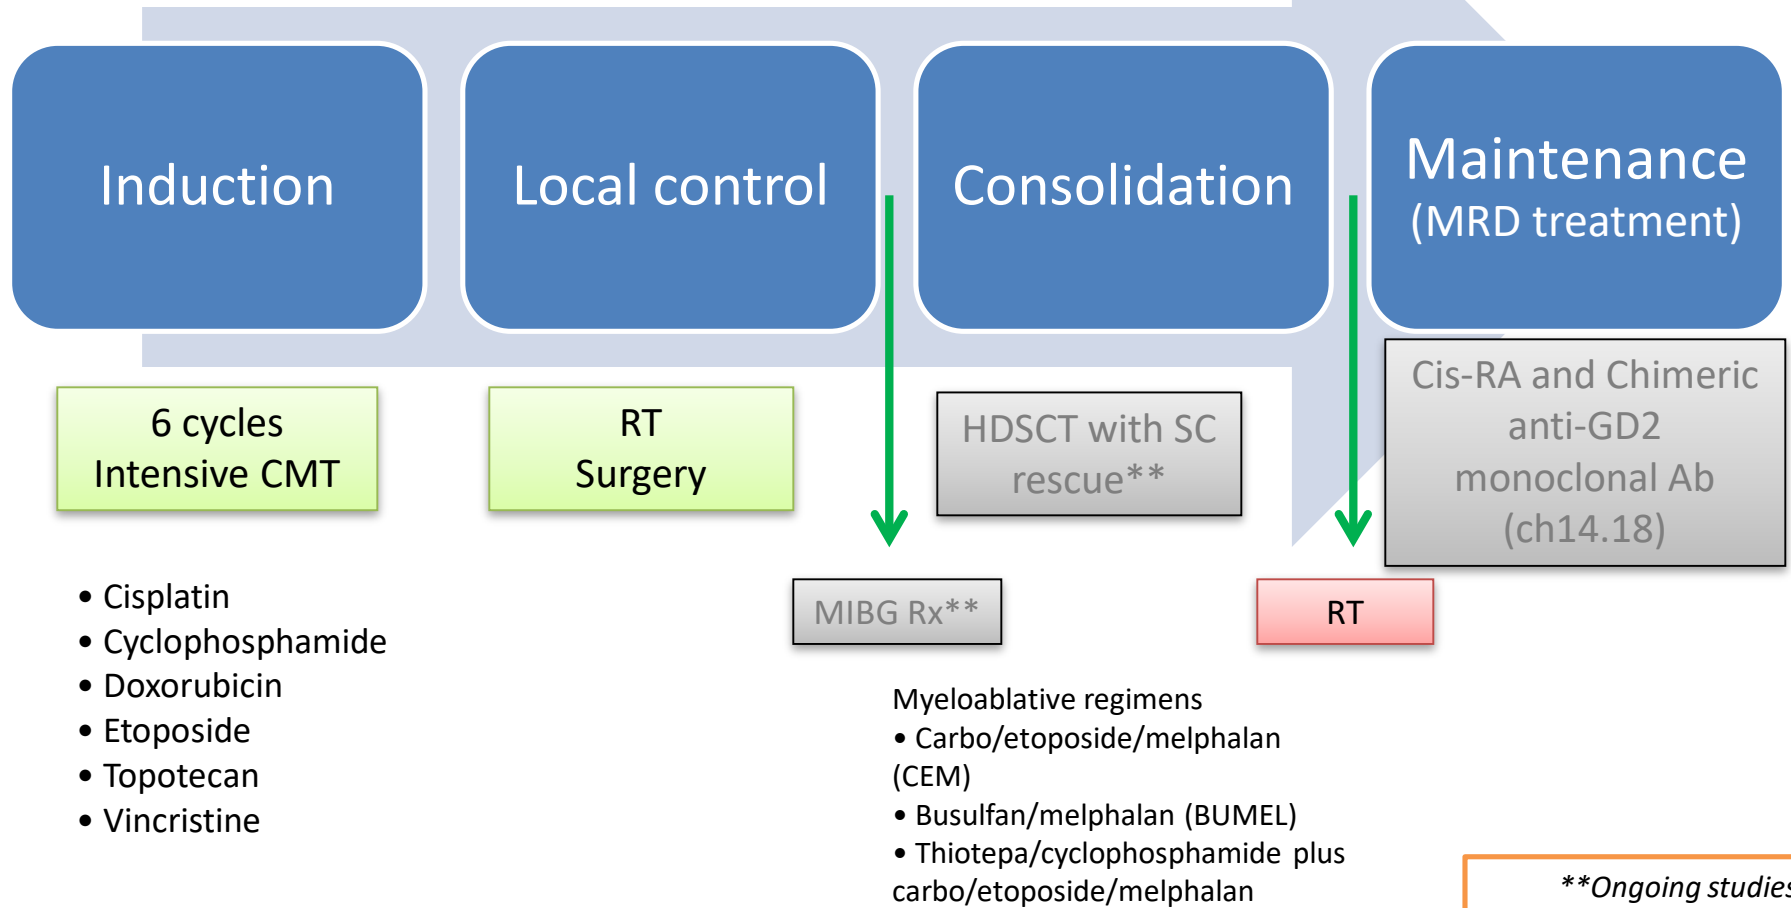 Induction
Local control
Consolidation
Maintenance
(MRD treatment)
6 cycles
Intensive CMT
RT
Surgery
HDSCT with SC
rescue**
Cis-RA and Chimeric
anti-GD2
monoclonal Ab
(ch14.18)
MIBG Rx**
RT
• Cisplatin
• Cyclophosphamide
• Doxorubicin
• Etoposide
• Topotecan
• Vincristine
Myeloablative regimens
• Carbo/etoposide/melphalan
(CEM)
• Busulfan/melphalan (BUMEL)
• Thiotepa/cyclophosphamide plus
carbo/etoposide/melphalan
**Ongoing studies